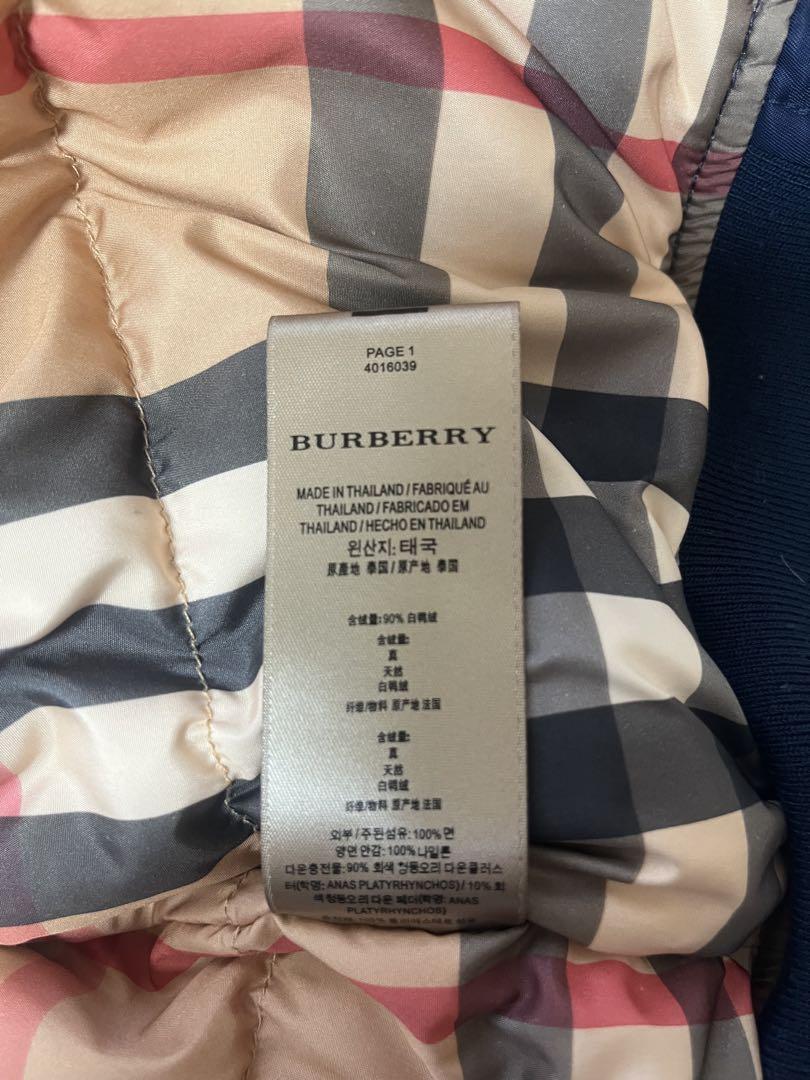 PAGE 1
4016039
BURBERRY
MADE IN THAILAND / FABRIQUÉ AU
THAILAND / FABRICADO EM
THAILAND / HECHO EN THAILAND
원산지: 태국
原產地 泰国 / 原产地 泰国
含绒量:90% 白鸭绒
含绒量:
真
天然
白鸭绒
纤维/物料 原产地 法国
含绒量:
真
天然
白鸭绒
纤维/物料 原产地 法国
외부 / 주된섬유: 100% 면
양면 안감: 100% 나일론
다운충전물: 90% 회색 청둥오리 다운클러스
터(학명: ANAS PLATYRHYNCHOS) / 10% 회
색청둥오리 다운 페더(학명: ANAS
PLATYRHYNCHOS)
100%